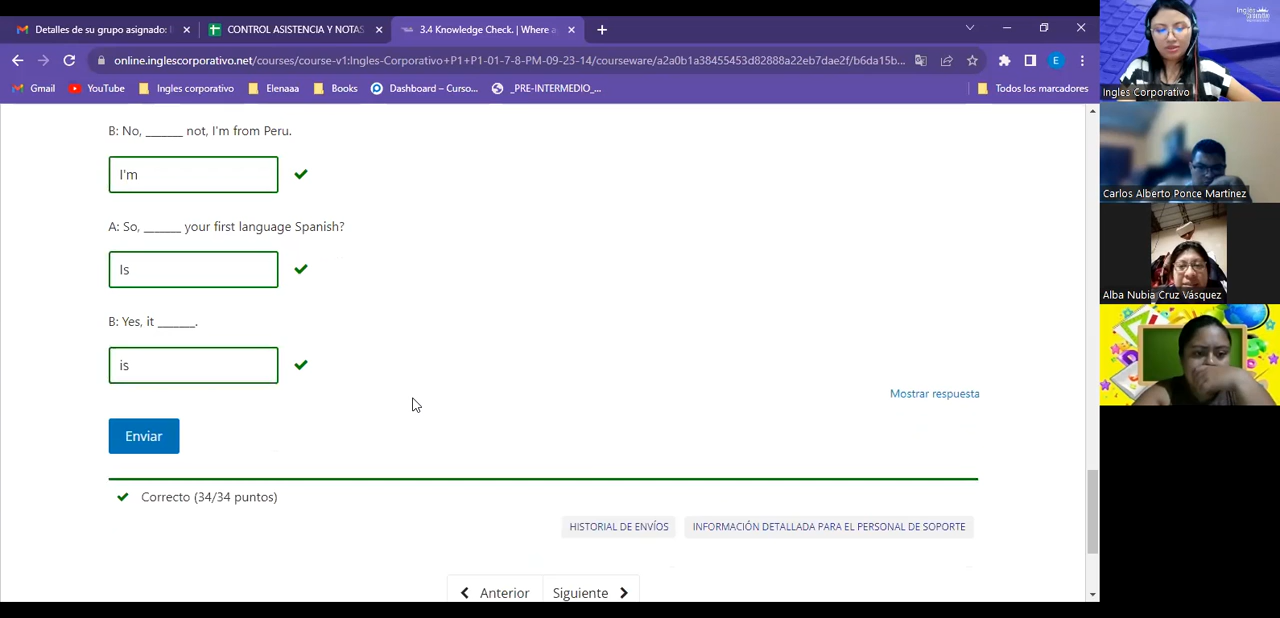 Detalles de su grupo asignado: I
CONTROL ASISTENCIA Y NOTAS
3.4 Knowledge Check. | Where a
online.inglescorporativo.net/courses/course-v1:Ingles-Corporativo+P1+P1-01-7-8-PM-09-23-14/courseware/a2a0b1a38455453d82888a22eb7dae2f/b6da15b...
E
Gmail
YouTube
Ingles corporativo
Elenaaa
Books
Dashboard – Curso...
_PRE-INTERMEDIO_...
Todos los marcadores
B: No, _______ not, I'm from Peru.
I'm
A: So, _______ your first language Spanish?
Is
B: Yes, it _______.
is
Mostrar respuesta
Enviar
Correcto (34/34 puntos)
HISTORIAL DE ENVÍOS
INFORMACIÓN DETALLADA PARA EL PERSONAL DE SOPORTE
Anterior
Siguiente
Ingles Corporativo
Carlos Alberto Ponce Martinez
Alba Nubia Cruz Vásquez